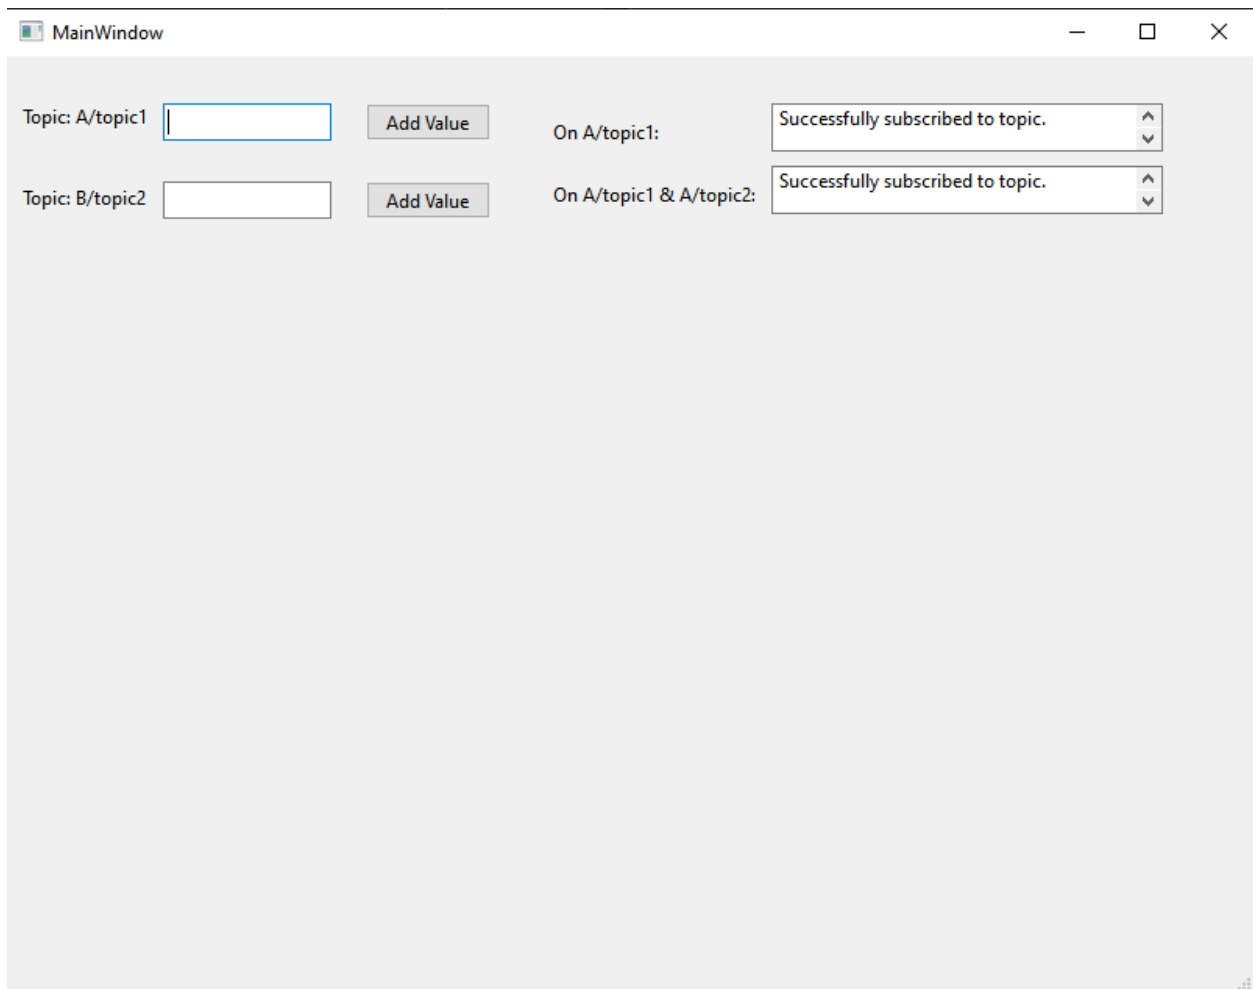 MainWindow
Topic: A/topic1
Add Value
On A/topic1:
Successfully subscribed to topic.
Topic: B/topic2
Add Value
On A/topic1 & A/topic2:
Successfully subscribed to topic.